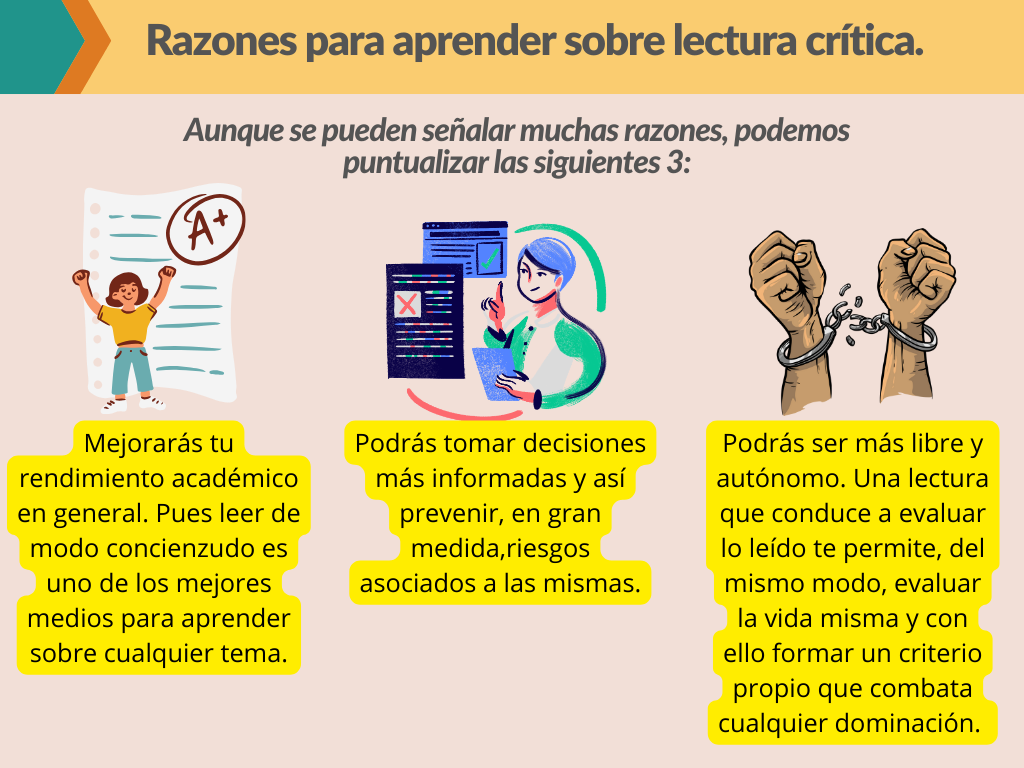 Razones para aprender sobre lectura crítica.
Aunque se pueden señalar muchas razones, podemos
puntualizar las siguientes 3:
A+
Mejorarás tu
rendimiento académico
en general. Pues leer de
modo concienzudo es
uno de los mejores
medios para aprender
sobre cualquier tema.
Podrás tomar decisiones
más informadas y así
prevenir, en gran
medida,riesgos
asociados a las mismas.
Podrás ser más libre y
autónomo. Una lectura
que conduce a evaluar
lo leído te permite, del
mismo modo, evaluar
la vida misma y con
ello formar un criterio
propio que combata
cualquier dominación.